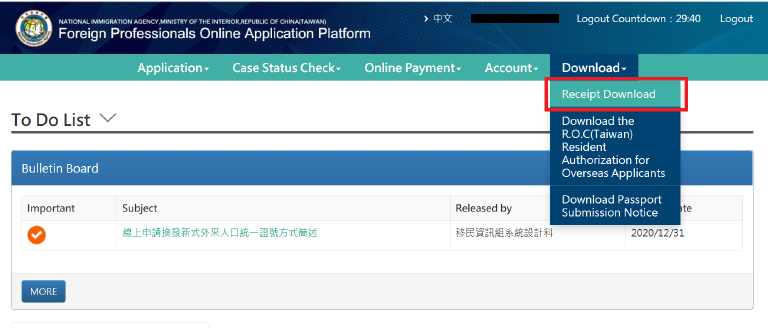 NATIONAL IMMIGRATION AGENCY,MINISTRY OF THE INTERIOR,REPUBLIC OF CHINA(TAIWAN)
Foreign Professionals Online Application Platform
中文
Logout Countdown：29:40
Logout
Application
Case Status Check
Online Payment
Account
Download
Receipt Download
Download the
R.O.C(Taiwan)
Resident
Authorization for
Overseas Applicants
Download Passport
Submission Notice
To Do List
Bulletin Board
Important
Subject
Released by
線上申請換發新式外來人口統一證號方式簡述
移民資訊組系統設計科
2020/12/31
MORE